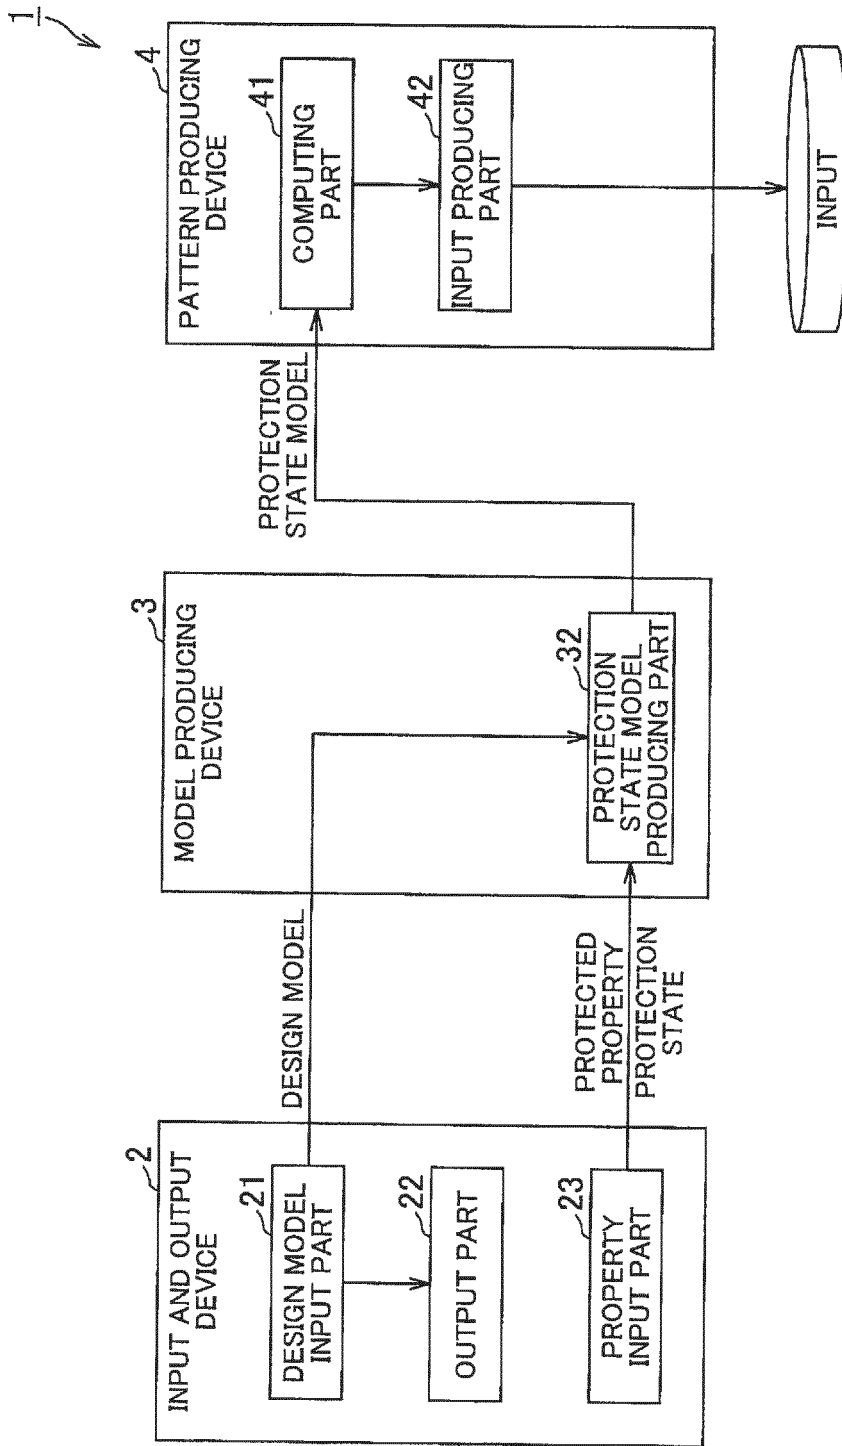 1
2
INPUT AND OUTPUT
DEVICE
21
DESIGN MODEL
INPUT PART
22
OUTPUT PART
23
PROPERTY
INPUT PART
DESIGN MODEL
PROTECTED
PROPERTY
PROTECTION
STATE
3
MODEL PRODUCING
DEVICE
32
PROTECTION
STATE MODEL
PRODUCING PART
PROTECTION
STATE MODEL
4
PATTERN PRODUCING
DEVICE
41
COMPUTING
PART
42
INPUT PRODUCING
PART
INPUT